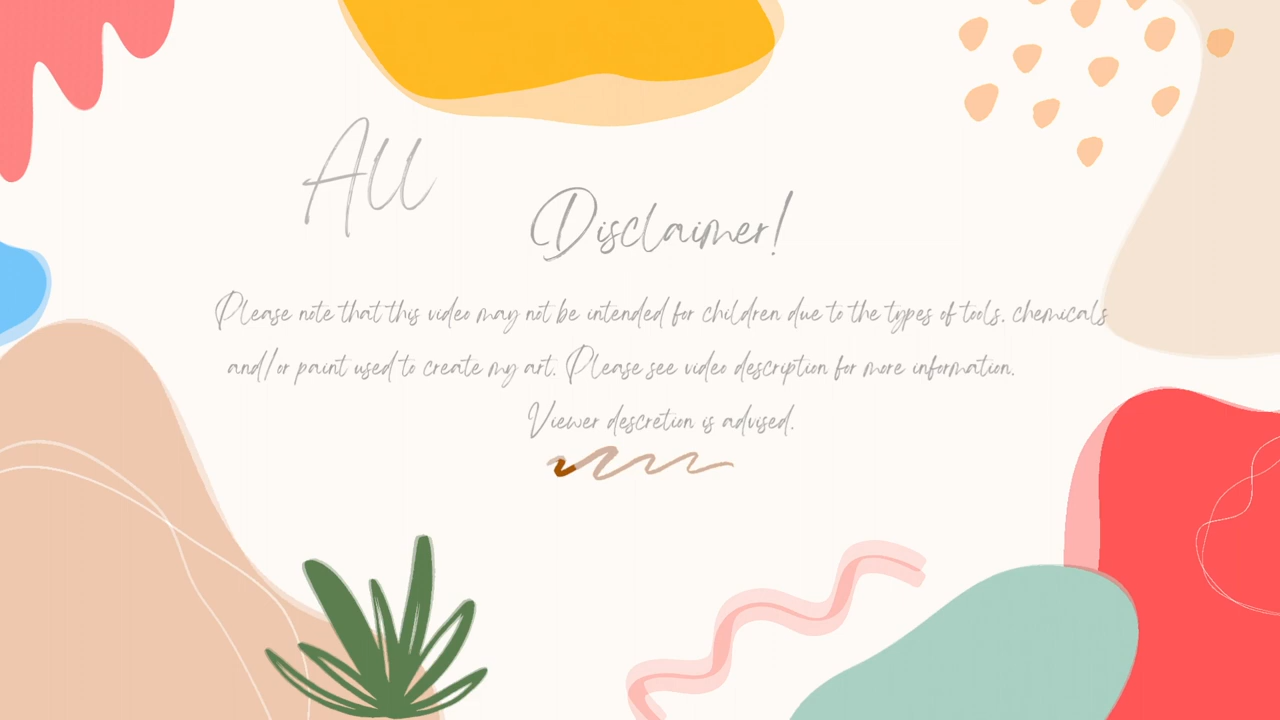 All
Disclaimer!
Please note that this video may not be intended for children due to the types of tools. chemicals
and/or paint used to create my art. Please see video description for more information.
Viewer descretion is advised.